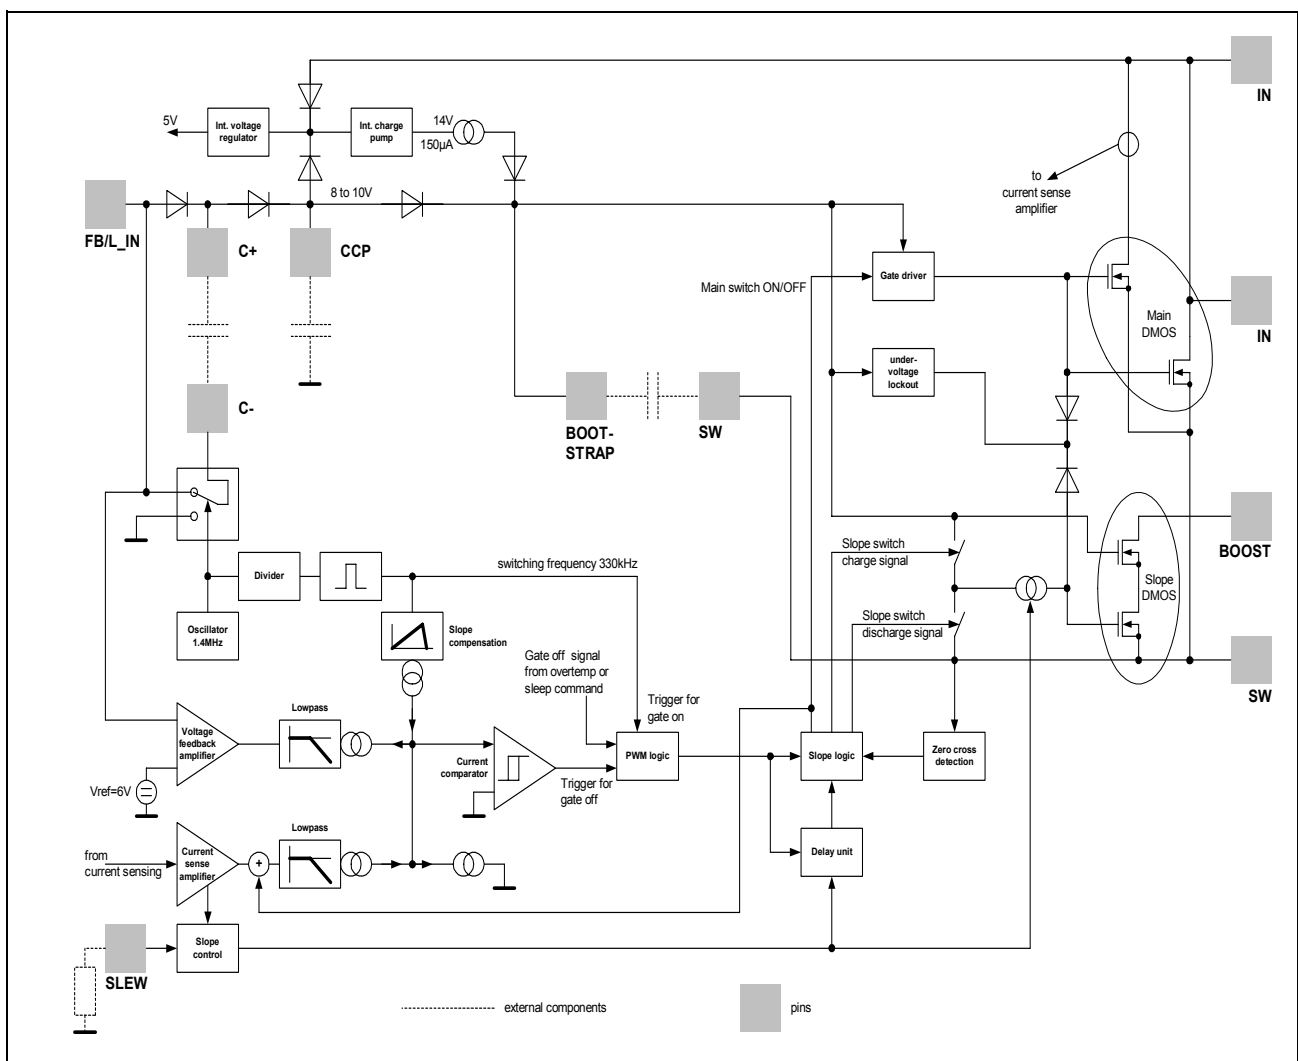 IN
5V
Int. voltage
regulator
Int. charge
pump
14V
150µA
to
current sense
amplifier
8 to 10V
FB/L_IN
C+
CCP
Gate driver
Main switch ON/OFF
Main
DMOS
IN
under-
voltage
lockout
C-
BOOT-
STRAP
SW
BOOST
Slope switch
charge signal
switching frequency 330kHz
Divider
Slope
DMOS
Oscillator
1.4MHz
Slope
compensation
Slope switch
discharge signal
Gate off signal
from overtemp or
sleep command
SW
Trigger for
gate on
Lowpass
Voltage
feedback
amplifier
Current
comparator
PWM logic
Slope logic
Zero cross
detection
Vref=6V
Trigger for
gate off
Lowpass
from
current sensing
Current
sense
amplifier
+
Delay unit
Slope
control
SLEW
external components
pins